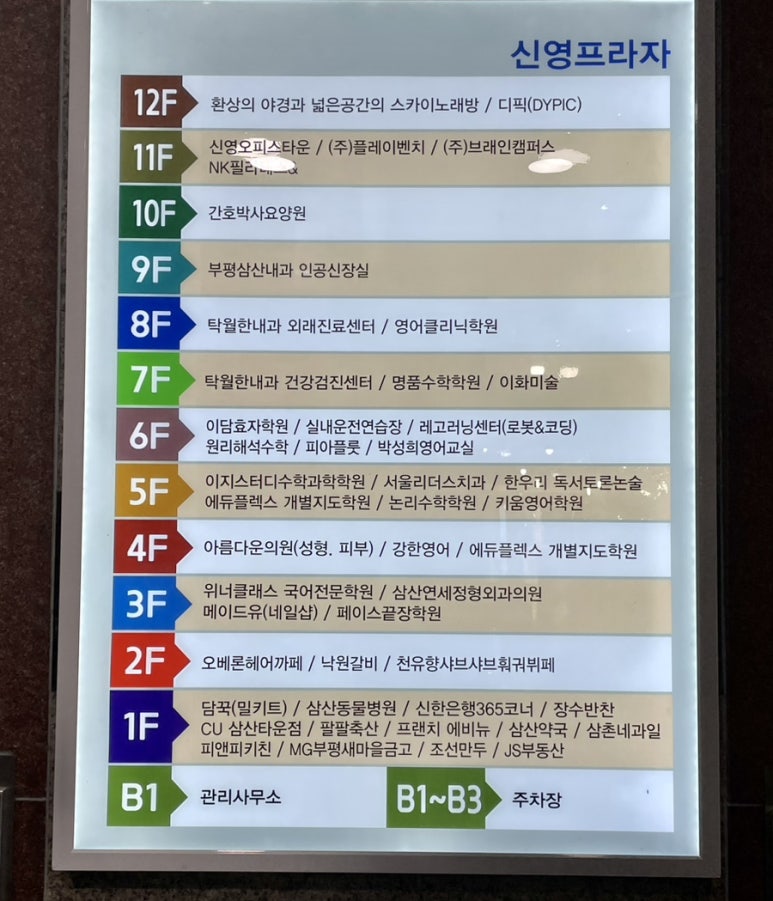 신영프라자
12F 환상의 야경과 넓은공간의 스카이노래방 / 디픽(DYPIC)
11F 신영오피스타운 / (주)플레이벤치 / (주)브래인캠퍼스
NK필라테스&
10F 간호박사요양원
9F 부평삼산내과 인공신장실
8F 탁월한내과 외래진료센터 / 영어클리닉학원
7F 탁월한내과 건강검진센터 / 명품수학학원 / 이화미술
6F 이담효자학원 / 실내운전연습장 / 레고러닝센터(로봇&코딩)
원리해석수학 / 피아플룻 / 박성희영어교실
5F 이지스터디수학과학학원 / 서울리더스치과 / 한우리 독서토론논술
에듀플렉스 개별지도학원 / 논리수학학원 / 키움영어학원
4F 아름다운의원(성형. 피부) / 강한영어 / 에듀플렉스 개별지도학원
3F 위너클래스 국어전문학원 / 삼산연세정형외과의원
메이드유(네일샵) / 페이스끝장학원
2F 오베론헤어까페 / 낙원갈비 / 천유향샤브샤브훠궈뷔페
1F 담꾹(밀키트) / 삼산동물병원 / 신한은행365코너 / 장수반찬
CU 삼산타운점 / 팔팔축산 / 프랜치 에비뉴 / 삼산약국 / 삼촌네과일
피앤피키친 / MG부평새마을금고 / 조선만두 / JS부동산
B1 관리사무소 B1~B3 주차장